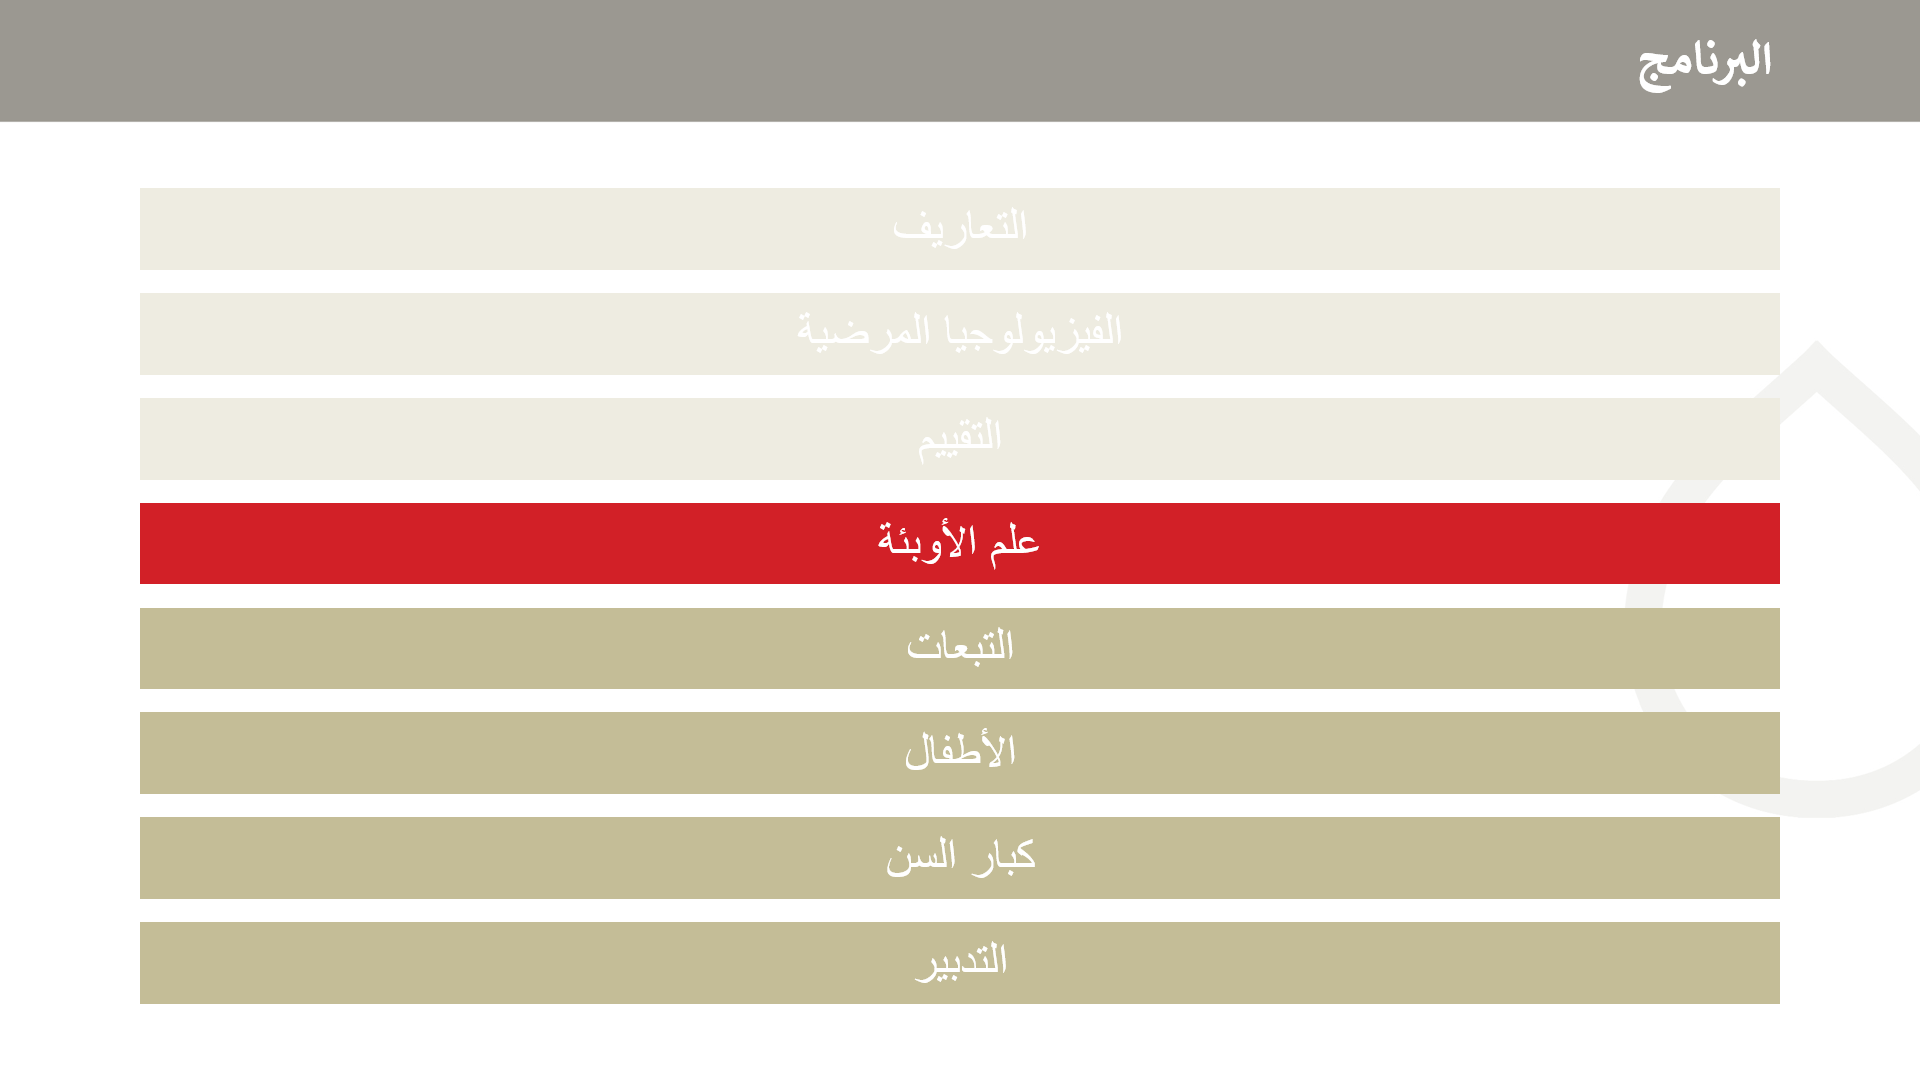 البرنامج
التعاريف
الفيزيولوجيا المرضية
التقييم
علم الأوبئة
التبعات
الأطفال
كبار السن
التدبير